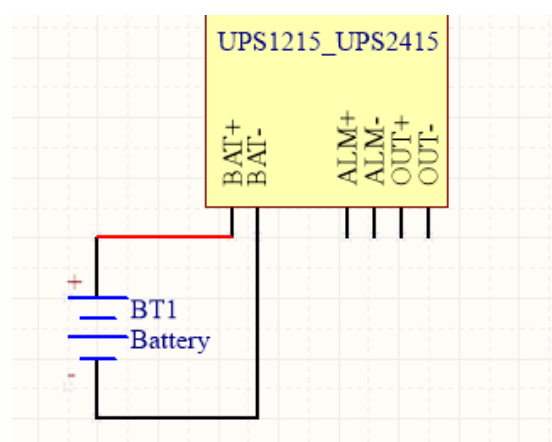 UPS1215_UPS2415
BAT+
BAT-
ALM+
ALM-
OUT+
OUT-
+
BT1
Battery
-